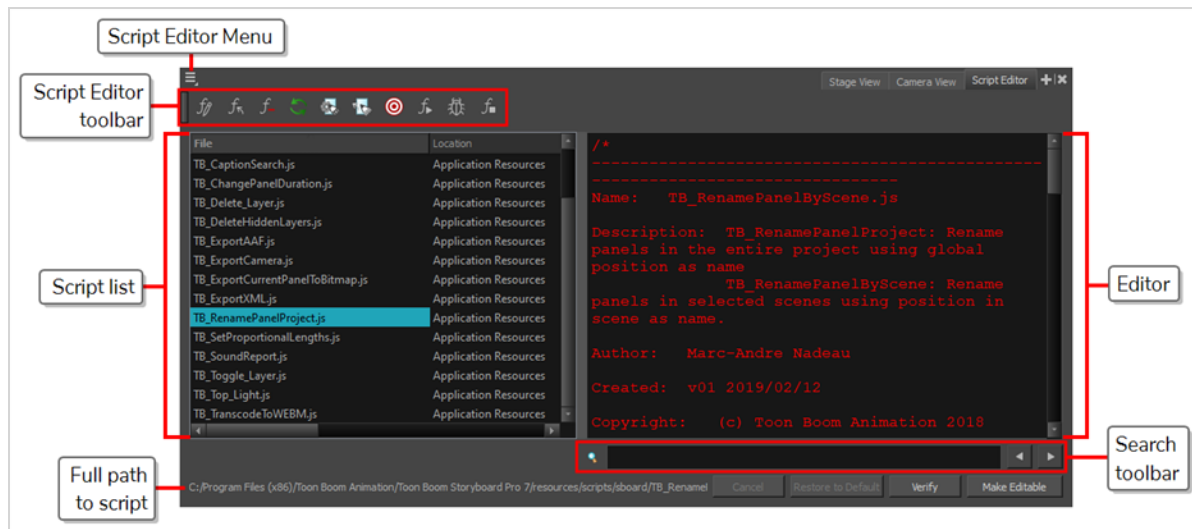 Script Editor Menu
Script Editor
toolbar
Stage View
Camera View
Script Editor
File
Location
TB_CaptionSearch.js Application Resources
TB_ChangePanelDuration.js Application Resources
TB_Delete_Layer.js Application Resources
TB_DeleteHiddenLayers.js Application Resources
TB_ExportAAF.js Application Resources
TB_ExportCamera.js Application Resources
TB_ExportCurrentPanelToBitmap.js Application Resources
TB_ExportXML.js Application Resources
TB_RenamePanelProject.js Application Resources
TB_SetProportionalLengths.js Application Resources
TB_SoundReport.js Application Resources
TB_Toggle_Layer.js Application Resources
TB_Top_Light.js Application Resources
TB_TranscodeToWEBM.js Application Resources
Script list
/*
-----------------------------------------------
--------------------------------
Name: TB_RenamePanelByScene.js
Description: TB_RenamePanelProject: Rename
panels in the entire project using global
position as name
TB_RenamePanelByScene: Rename
panels in selected scenes using position in
scene as name.
Author: Marc-Andre Nadeau
Created: v01 2019/02/12
Copyright: (c) Toon Boom Animation 2018
Editor
Search
toolbar
Full path
to script
C:/Program Files (x86)/Toon Boom Animation/Toon Boom Storyboard Pro 7/resources/scripts/sboard/TB_Renamel
Cancel
Restore to Default
Verify
Make Editable